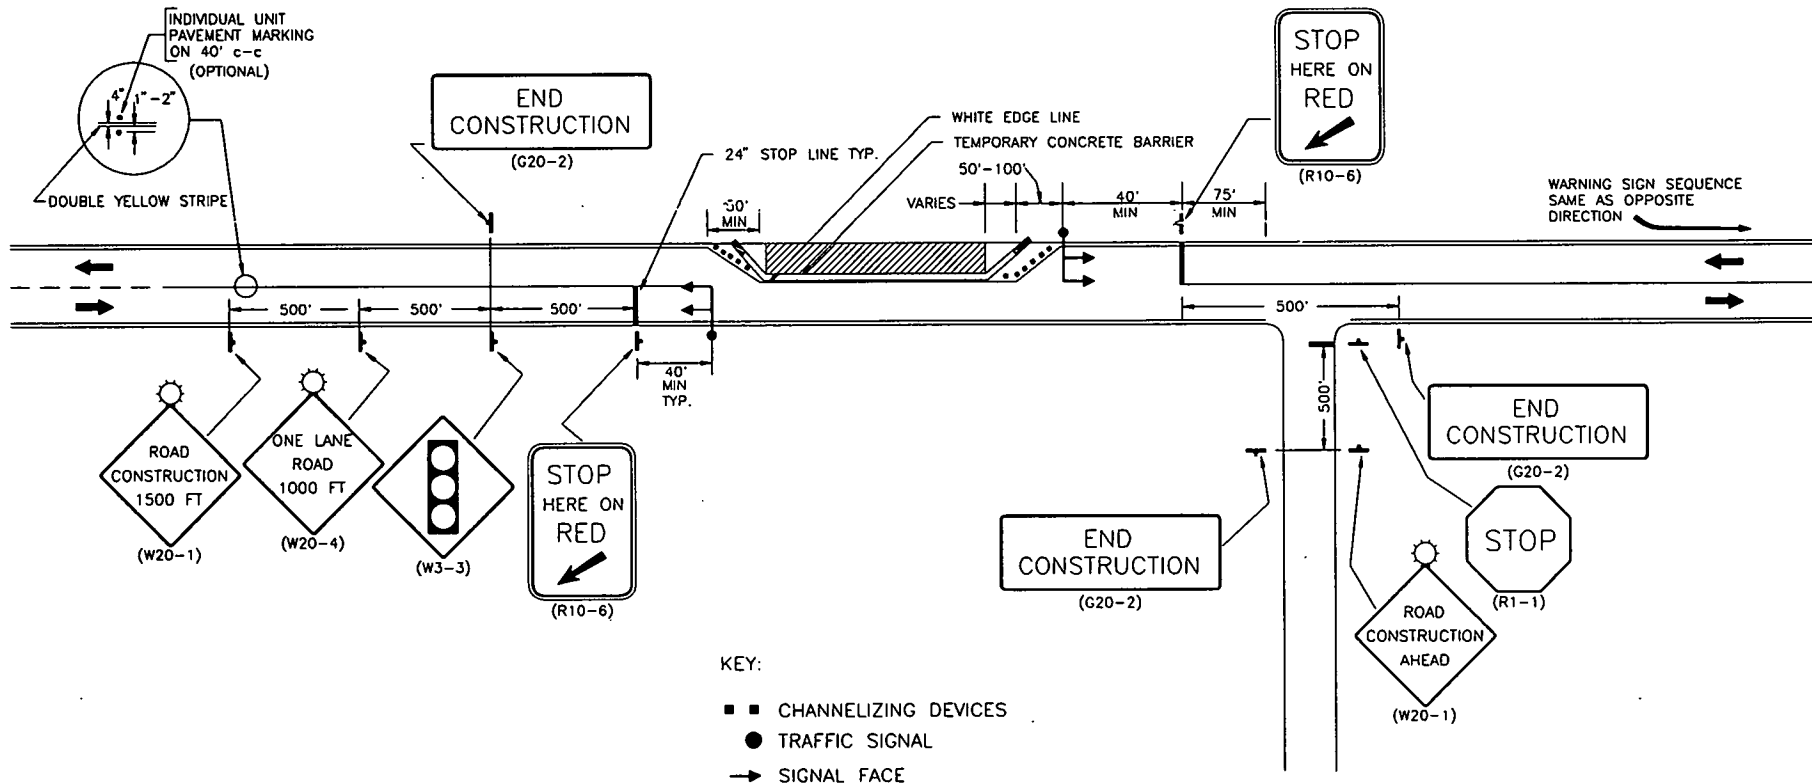 INDIVIDUAL UNIT
PAVEMENT MARKING
ON 40' c-c
(OPTIONAL)
4"
1"-2"
DOUBLE YELLOW STRIPE
END
CONSTRUCTION
(G20-2)
24" STOP LINE TYP.
WHITE EDGE LINE
TEMPORARY CONCRETE BARRIER
50'-100'
VARIES
MIN
40'
MIN
75'
MIN
STOP
HERE ON
RED
(R10-6)
WARNING SIGN SEQUENCE
SAME AS OPPOSITE
DIRECTION
500'
500'
500'
500'
40'
MIN
TYP.
500'
ROAD
CONSTRUCTION
1500 FT
(W20-1)
ONE LANE
ROAD
1000 FT
(W20-4)
(W3-3)
STOP
HERE ON
RED
(R10-6)
END
CONSTRUCTION
(G20-2)
END
CONSTRUCTION
(G20-2)
STOP
(R1-1)
ROAD
CONSTRUCTION
AHEAD
(W20-1)
KEY:
CHANNELIZING DEVICES
TRAFFIC SIGNAL
SIGNAL FACE